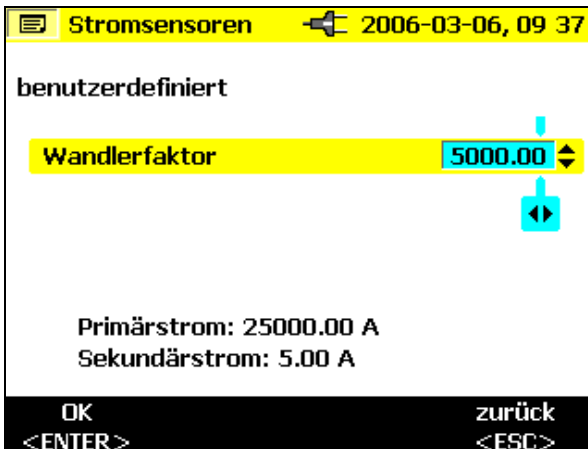 Stromsensoren 2006-03-06, 09 37
benutzerdefiniert
Wandlerfaktor 5000.00
Primärstrom: 25000.00 A
Sekundärstrom: 5.00 A
OK zurück
<ENTER> <ESC>